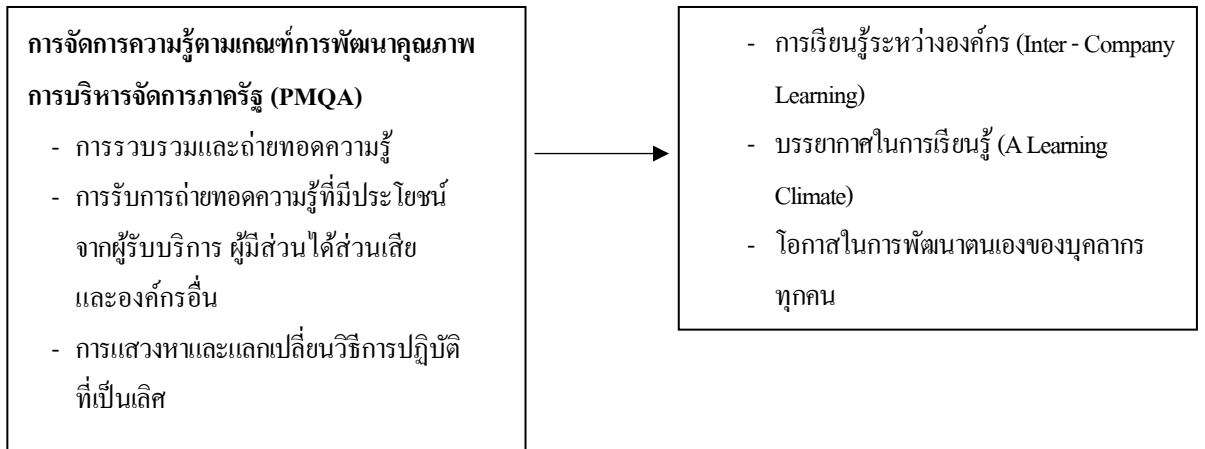 การจัดการความรู้ตามเกณฑ์การพัฒนาคุณภาพ
การบริหารจัดการภาครัฐ (PMQA)
- การรวบรวมและถ่ายทอดความรู้
- การรับการถ่ายทอดความรู้ที่มีประโยชน์
จากผู้รับบริการ ผู้มีส่วนได้ส่วนเสีย
และองค์กรอื่น
- การแสวงหาและแลกเปลี่ยนวิธีการปฏิบัติ
ที่เป็นเลิศ
- การเรียนรู้ระหว่างองค์กร (Inter - Company
Learning)
- บรรยากาศในการเรียนรู้ (A Learning
Climate)
- โอกาสในการพัฒนาตนเองของบุคลากร
ทุกคน